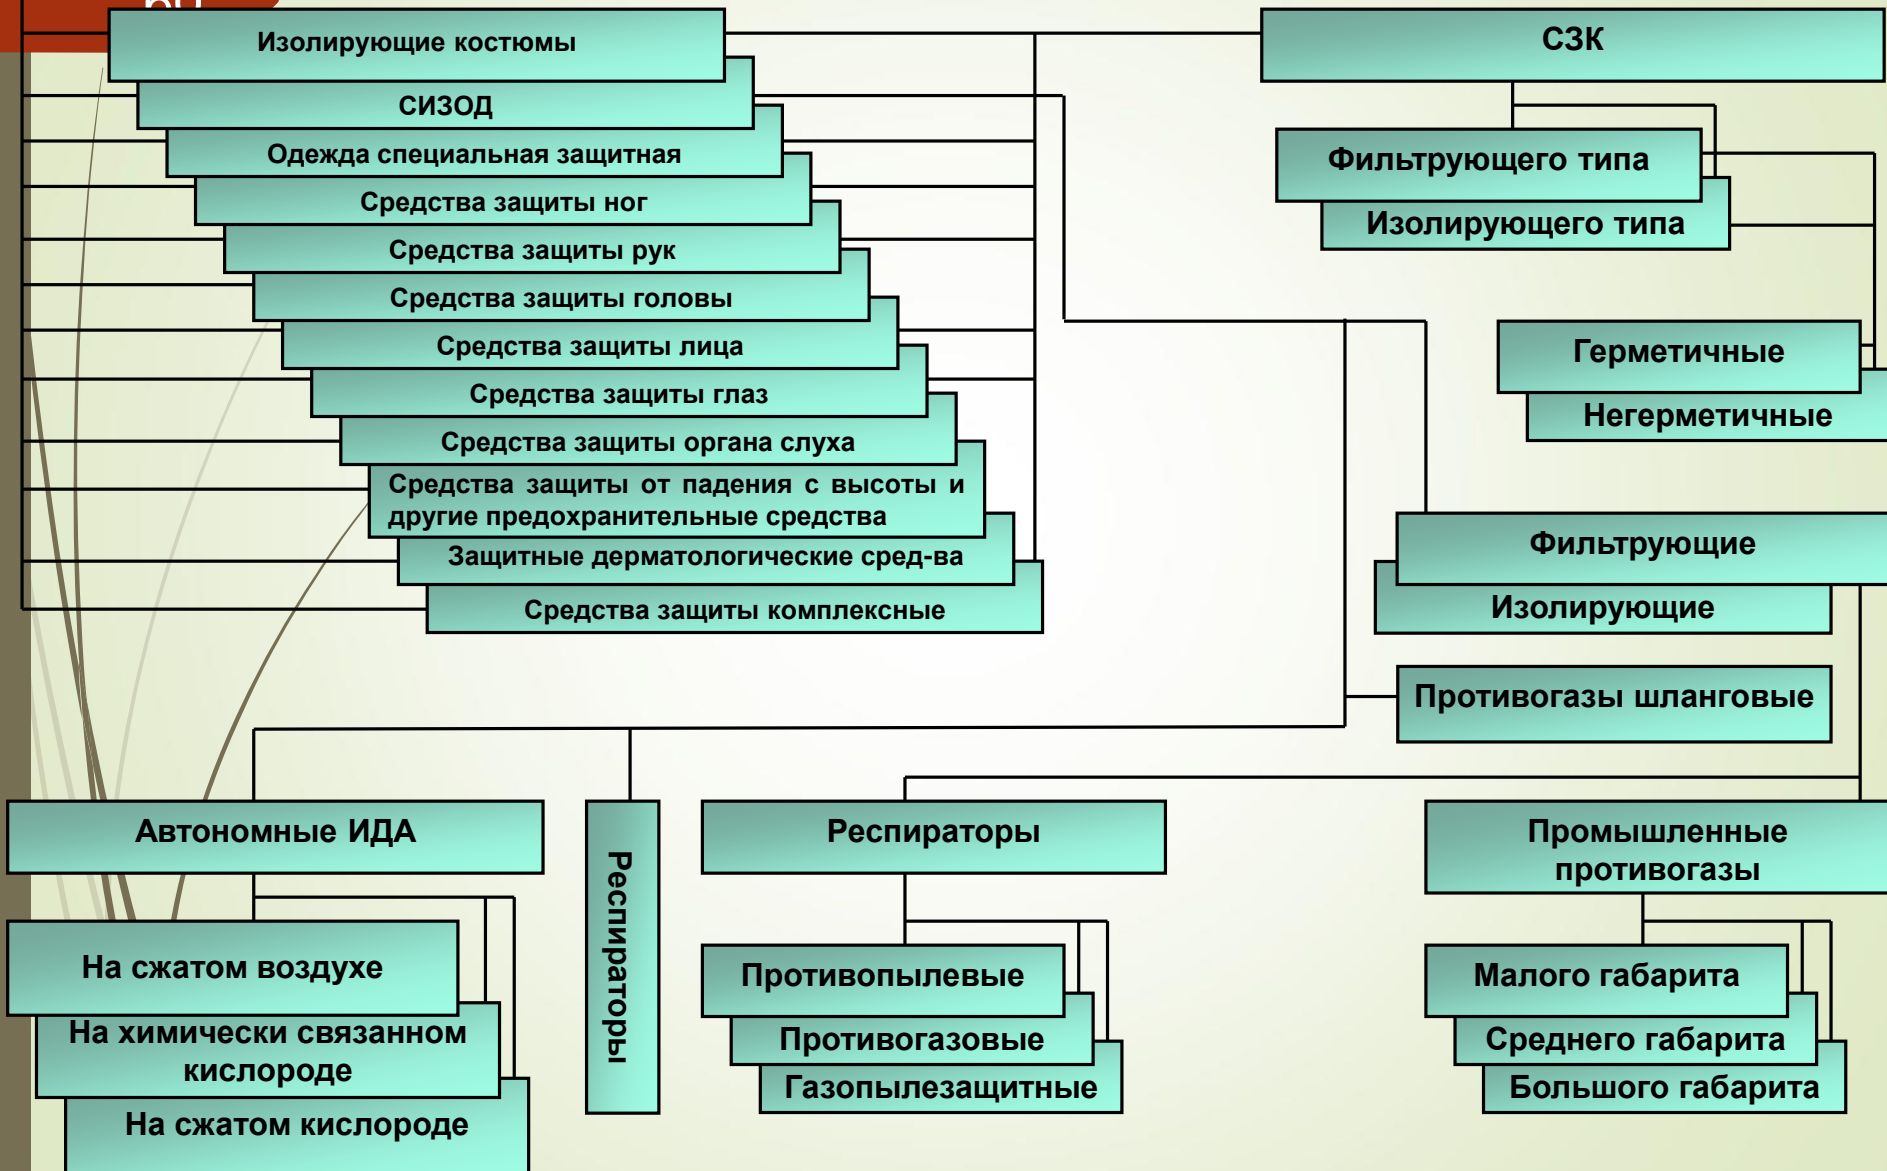 Изолирующие костюмы
СИЗОД
Одежда специальная защитная
Средства защиты ног
Средства защиты рук
Средства защиты головы
Средства защиты лица
Средства защиты глаз
Средства защиты органа слуха
Средства защиты от падения с высоты и
другие предохранительные средства
Защитные дерматологические сред-ва
Средства защиты комплексные
СЗК
Фильтрующего типа
Изолирующего типа
Герметичные
Негерметичные
Фильтрующие
Изолирующие
Противогазы шланговые
Автономные ИДА
На сжатом воздухе
На химически связанном
кислороде
На сжатом кислороде
Респираторы
Респираторы
Противопылевые
Противогазовые
Газопылезащитные
Промышленные
противогазы
Малого габарита
Среднего габарита
Большого габарита